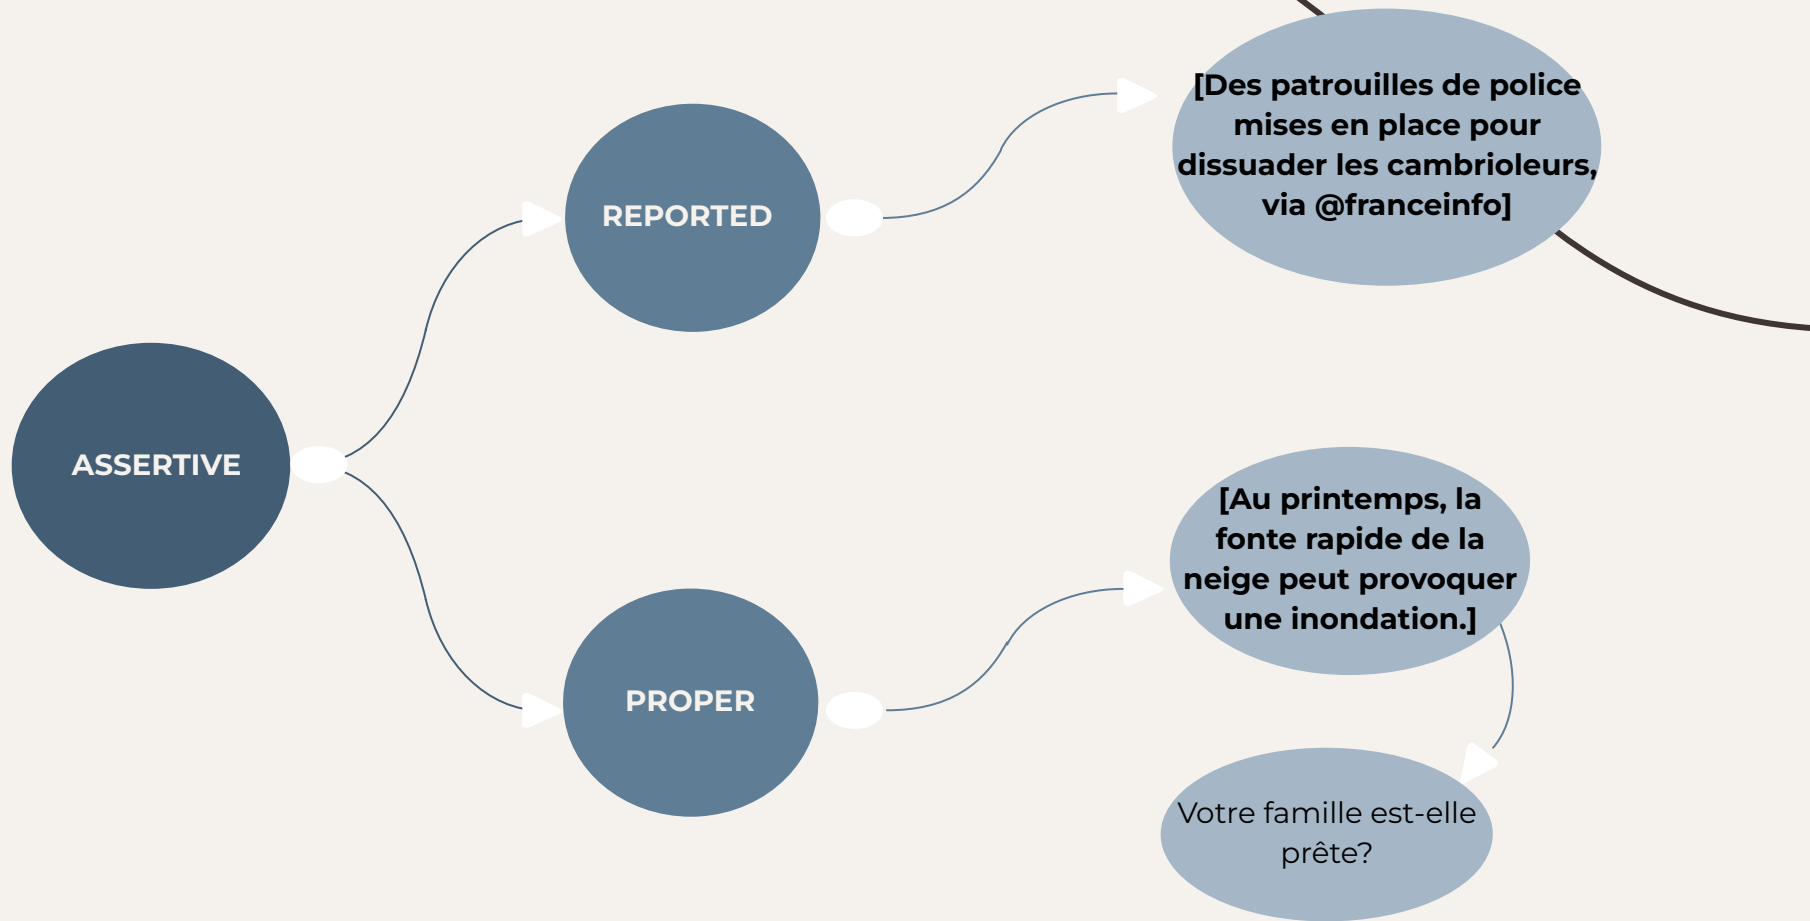 [Des patrouilles de police
mises en place pour
dissuader les cambrioleurs,
via @franceinfo]
REPORTED
ASSERTIVE
[Au printemps, la
fonte rapide de la
neige peut provoquer
une inondation.]
PROPER
Votre famille est-elle
prête?